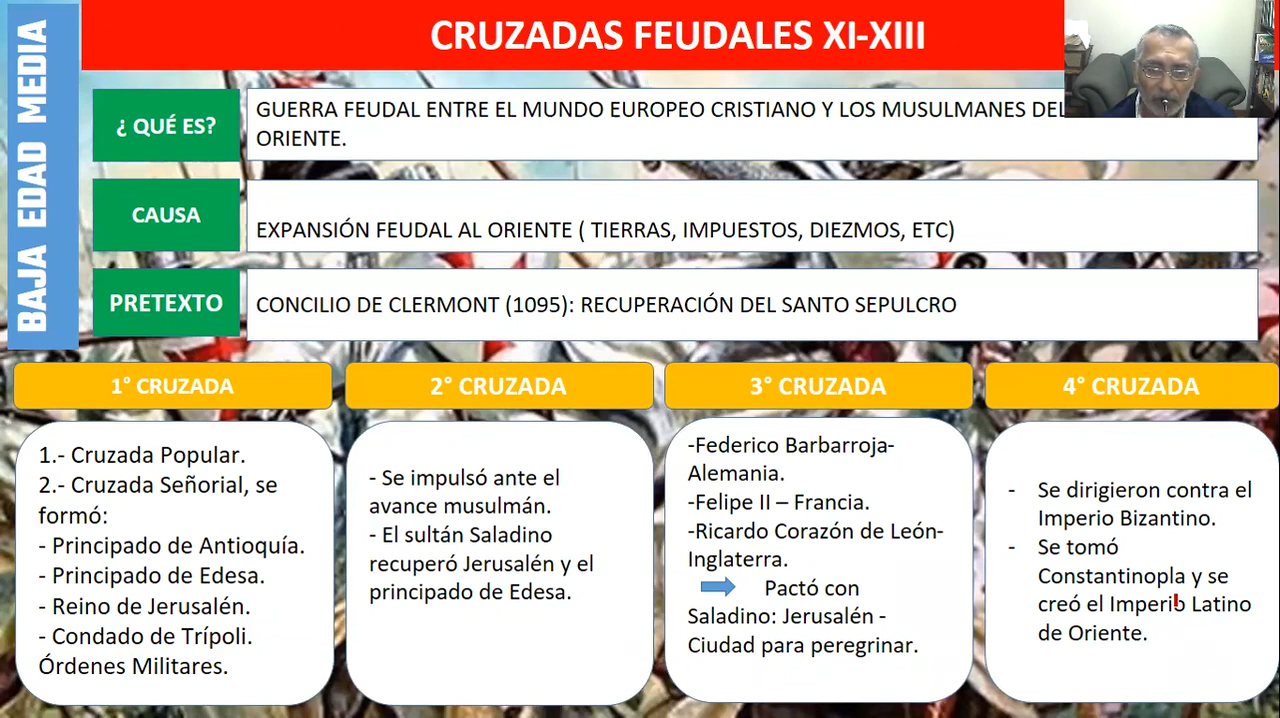 BAJA EDAD MEDIA
CRUZADAS FEUDALES XI-XIII
¿ QUÉ ES?
GUERRA FEUDAL ENTRE EL MUNDO EUROPEO CRISTIANO Y LOS MUSULMANES DEL
ORIENTE.
CAUSA
EXPANSIÓN FEUDAL AL ORIENTE ( TIERRAS, IMPUESTOS, DIEZMOS, ETC)
PRETEXTO
CONCILIO DE CLERMONT (1095): RECUPERACIÓN DEL SANTO SEPULCRO
1° CRUZADA
1.- Cruzada Popular.
2.- Cruzada Señorial, se
formó:
- Principado de Antioquía.
- Principado de Edesa.
- Reino de Jerusalén.
- Condado de Trípoli.
Órdenes Militares.
2° CRUZADA
- Se impulsó ante el
avance musulmán.
- El sultán Saladino
recuperó Jerusalén y el
principado de Edesa.
3° CRUZADA
-Federico Barbarroja-
Alemania.
-Felipe II – Francia.
-Ricardo Corazón de León-
Inglaterra.
Pactó con
Saladino: Jerusalén -
Ciudad para peregrinar.
4° CRUZADA
- Se dirigieron contra el
Imperio Bizantino.
- Se tomó
Constantinopla y se
creó el Imperio Latino
de Oriente.